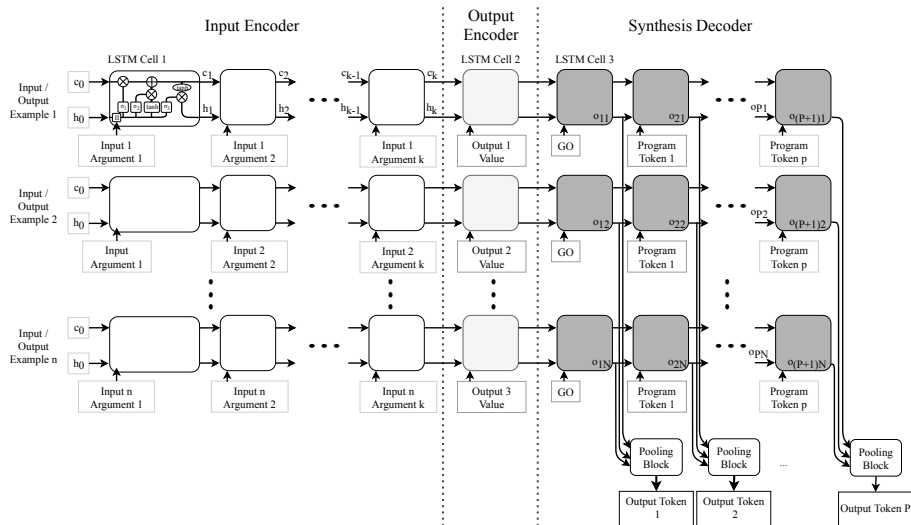 Input Encoder
Output
Encoder
Synthesis Decoder
LSTM Cell 1
LSTM Cell 2
LSTM Cell 3
Input /
Output
Example 1
c0
h0
[]
σ1
σ2
tanh
σ3
tanh
c1
h1
c2
h2
ck-1
hk-1
ck
hk
o11
o21
oP1
o(P+1)1
Input 1
Argument 1
Input 1
Argument 2
Input 1
Argument k
Output 1
Value
GO
Program
Token 1
Program
Token p
Input /
Output
Example 2
c0
h0
o12
o22
oP2
o(P+1)2
Input
Argument 1
Input 2
Argument 2
Input 2
Argument k
Output 2
Value
GO
Program
Token 1
Program
Token p
Input /
Output
Example n
c0
h0
o1N
o2N
oPN
o(P+1)N
Input n
Argument 1
Input n
Argument 2
Input n
Argument k
Output 3
Value
GO
Program
Token 1
Program
Token p
Pooling
Block
Pooling
Block
...
Pooling
Block
Output Token
1
Output Token
2
Output Token P